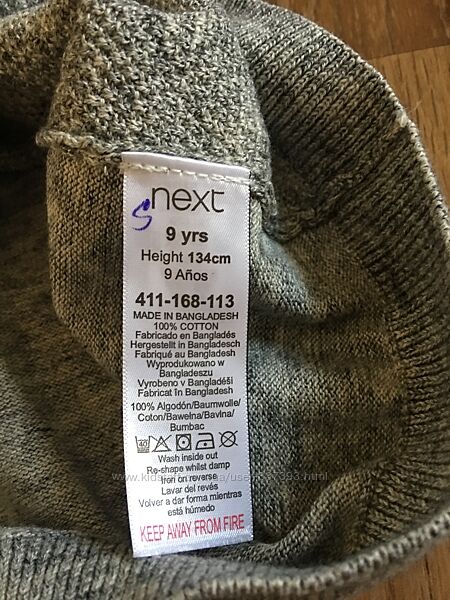 next
S
9 yrs
Height 134cm
9 Años
411-168-113
MADE IN BANGLADESH
100% COTTON
Fabricado en Bangladés
Hergestellt in Bangladesch
Fabriqué au Bangladesh
Wyprodukowano w
Bangladeszu
Vyrobeno v Bangladéši
Fabricat în Bangladesh
100% Algodón/Baumwolle/
Coton/Bawełna/Bavlna/
Bumbac
40
Wash inside out
Re-shape whilst damp
Iron on reverse
Lavar del revés
Volver a dar forma mientras
está húmedo
KEEP AWAY FROM FIRE